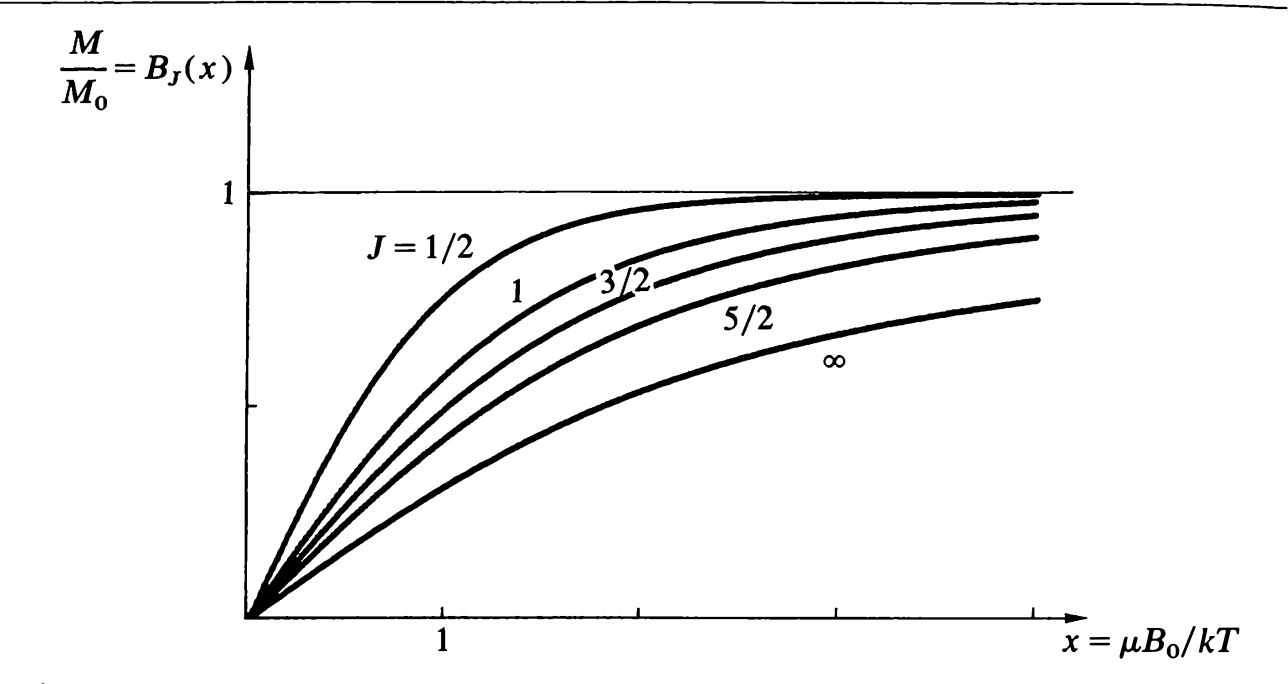 M/M₀ = B_J(x)
1
J = 1/2
1
3/2
5/2
∞
1
x = μB₀/kT